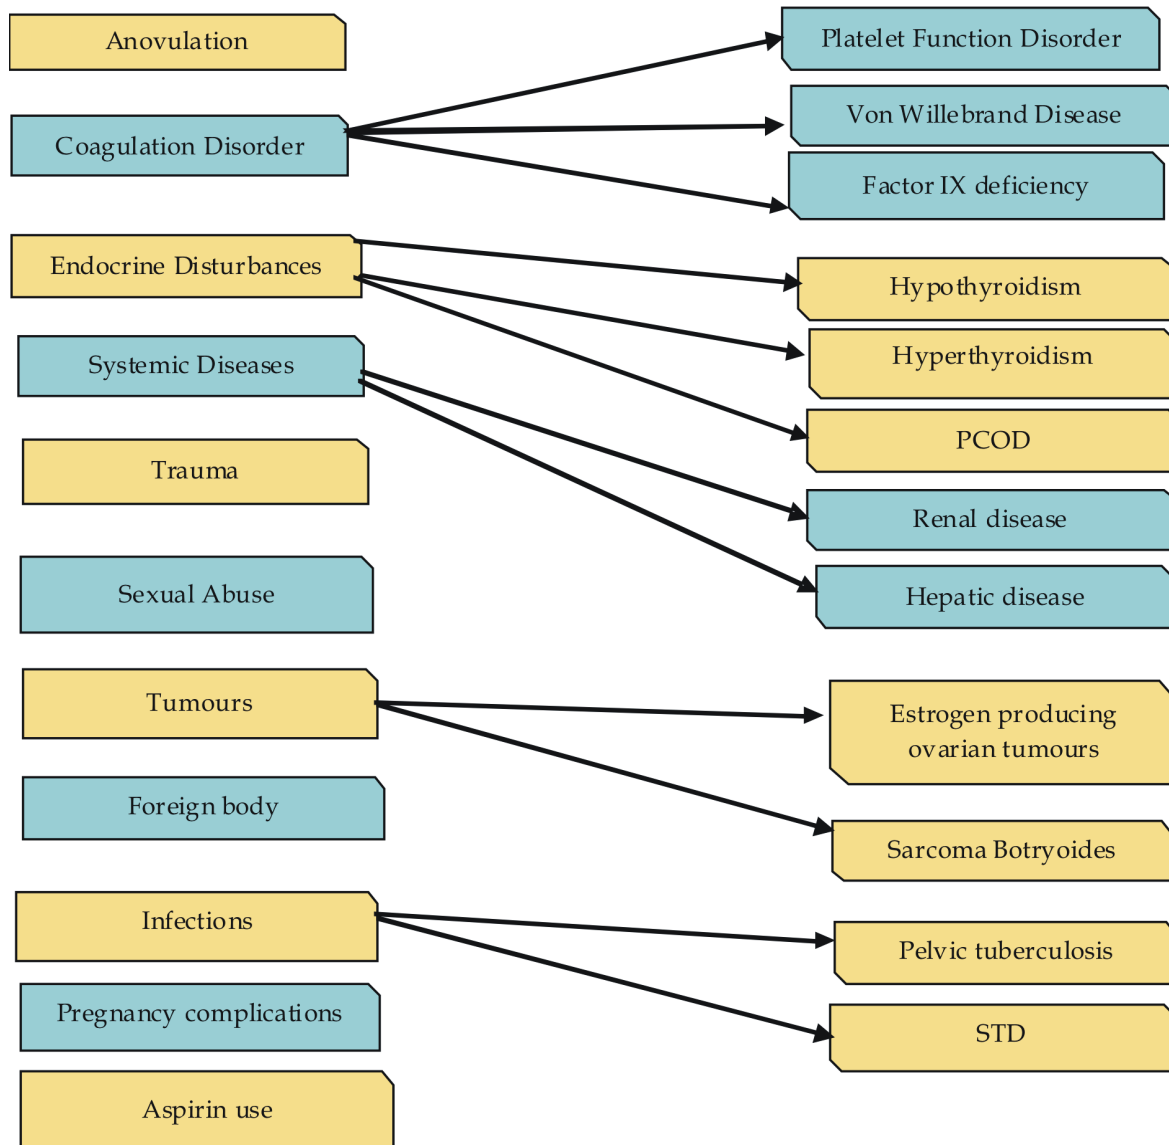 Anovulation
Coagulation Disorder
Endocrine Disturbances
Systemic Diseases
Trauma
Sexual Abuse
Tumours
Foreign body
Infections
Pregnancy complications
Aspirin use
Platelet Function Disorder
Von Willebrand Disease
Factor IX deficiency
Hypothyroidism
Hyperthyroidism
PCOD
Renal disease
Hepatic disease
Estrogen producing
ovarian tumours
Sarcoma Botryoides
Pelvic tuberculosis
STD